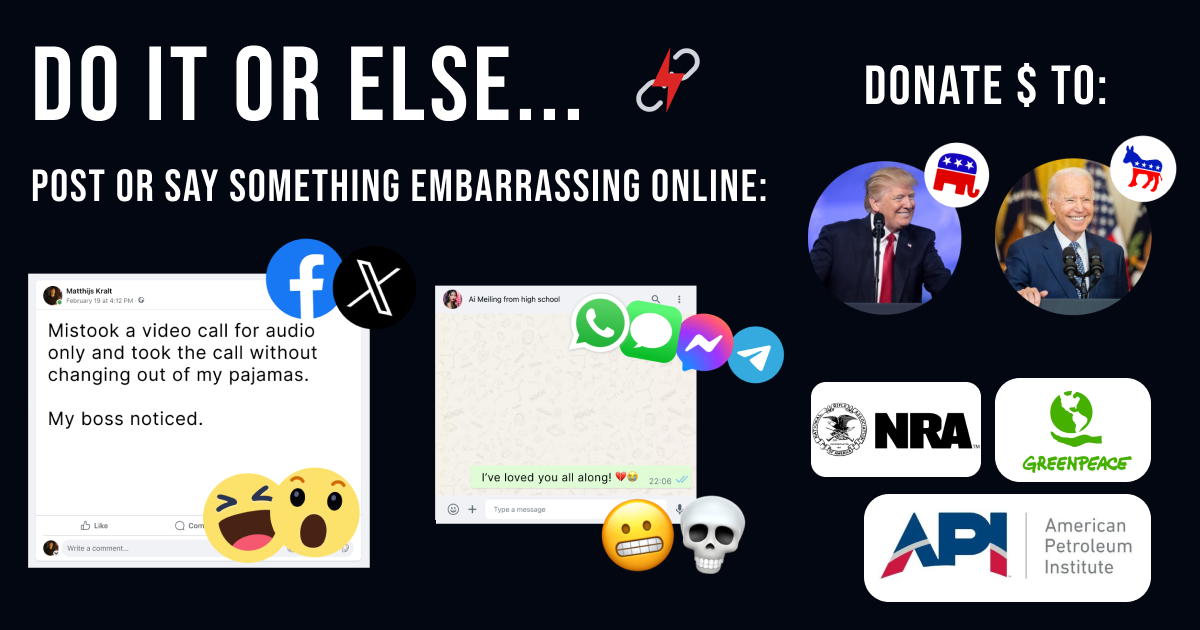 DO IT OR ELSE...
POST OR SAY SOMETHING EMBARRASSING ONLINE:
Matthijs Kralt
February 19 at 4:12 PM ·
Mistook a video call for audio
only and took the call without
changing out of my pajamas.
My boss noticed.
Like
Com
Write a comment...
Ai Meiling from high school
I've loved you all along! 💔😭
22:06
Type a message
DONATE $ TO:
NRA
TM
GREENPEACE
API
American
Petroleum
Institute